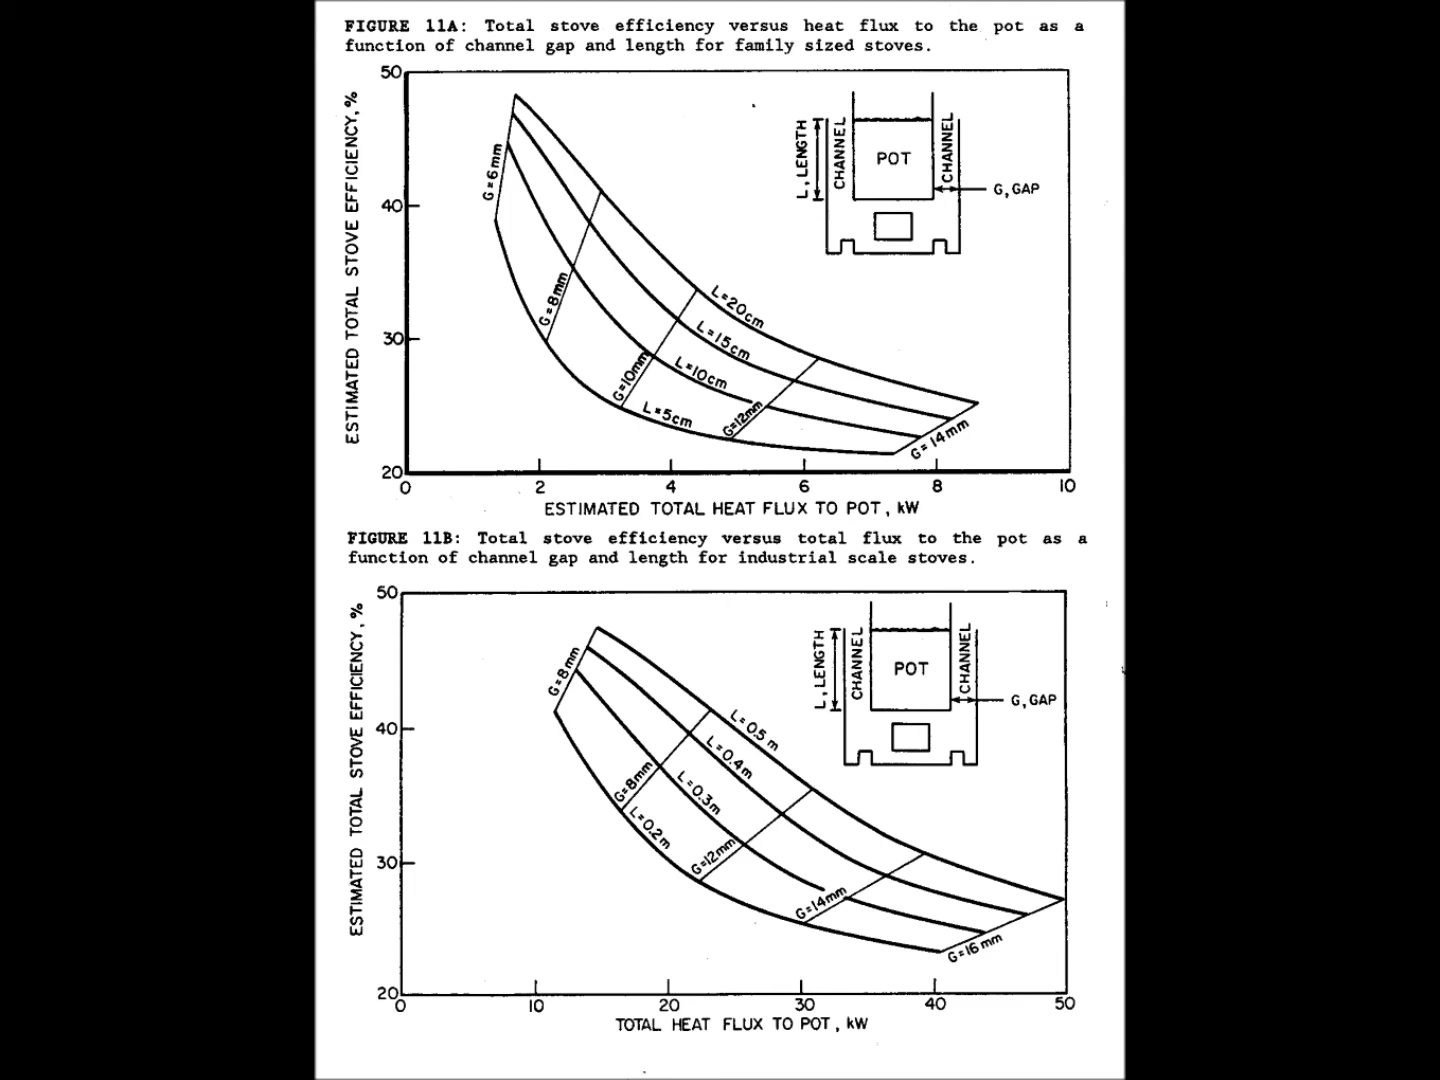 FIGURE 11A: Total stove efficiency versus heat flux to the pot as a
function of channel gap and length for family sized stoves.
50
40
30
20
ESTIMATED TOTAL STOVE EFFICIENCY, %
G=6mm
G=8mm
G=10mm
G=12mm
G=14mm
L=20cm
L=15cm
L=10cm
L=5cm
L, LENGTH
CHANNEL
POT
CHANNEL
G, GAP
0 2 4 6 8 10
ESTIMATED TOTAL HEAT FLUX TO POT, kW
FIGURE 11B: Total stove efficiency versus total flux to the pot as a
function of channel gap and length for industrial scale stoves.
50
40
30
20
ESTIMATED TOTAL STOVE EFFICIENCY, %
G=8mm
G=8mm
G=12mm
G=14mm
G=16mm
L=0.5 m
L=0.4m
L=0.3m
L=0.2m
L, LENGTH
CHANNEL
POT
CHANNEL
G, GAP
0 10 20 30 40 50
TOTAL HEAT FLUX TO POT, kW